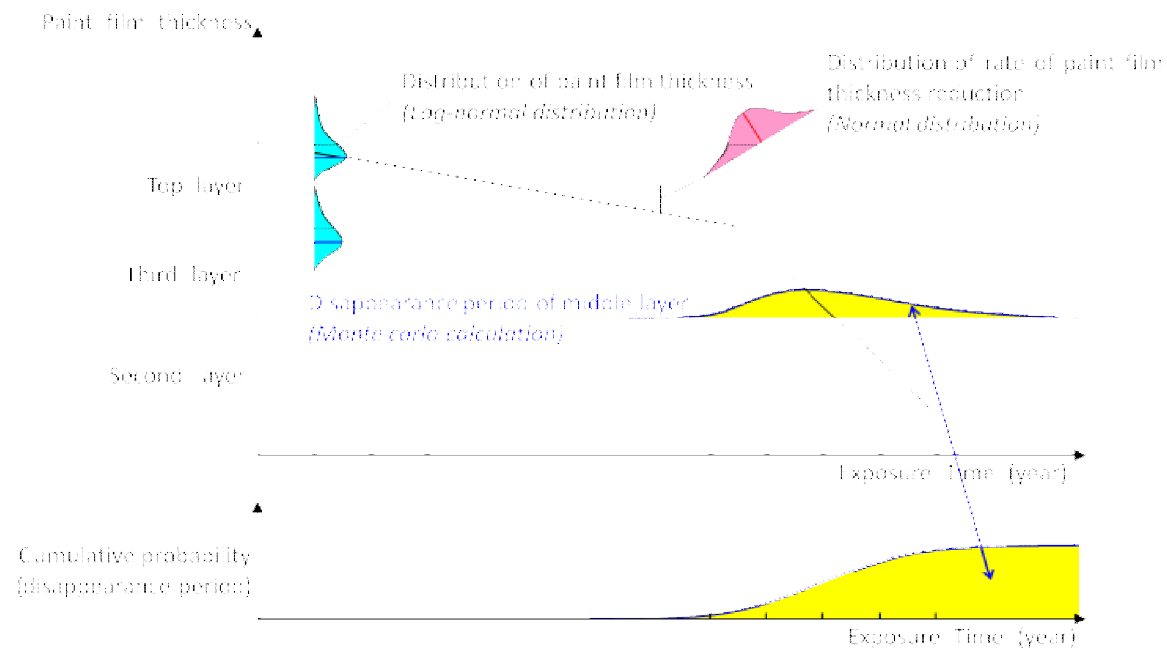 Paint film thickness
Distribution of paint film thickness
(Log-normal distribution)
Distribution of rate of paint film
thickness reduction
(Normal distribution)
Top layer
Third layer
Disappearance period of middle layer
(Monte carlo calculation)
Second layer
Exposure Time (year)
Cumulative probability
(disappearance period)
Exposure Time (year)